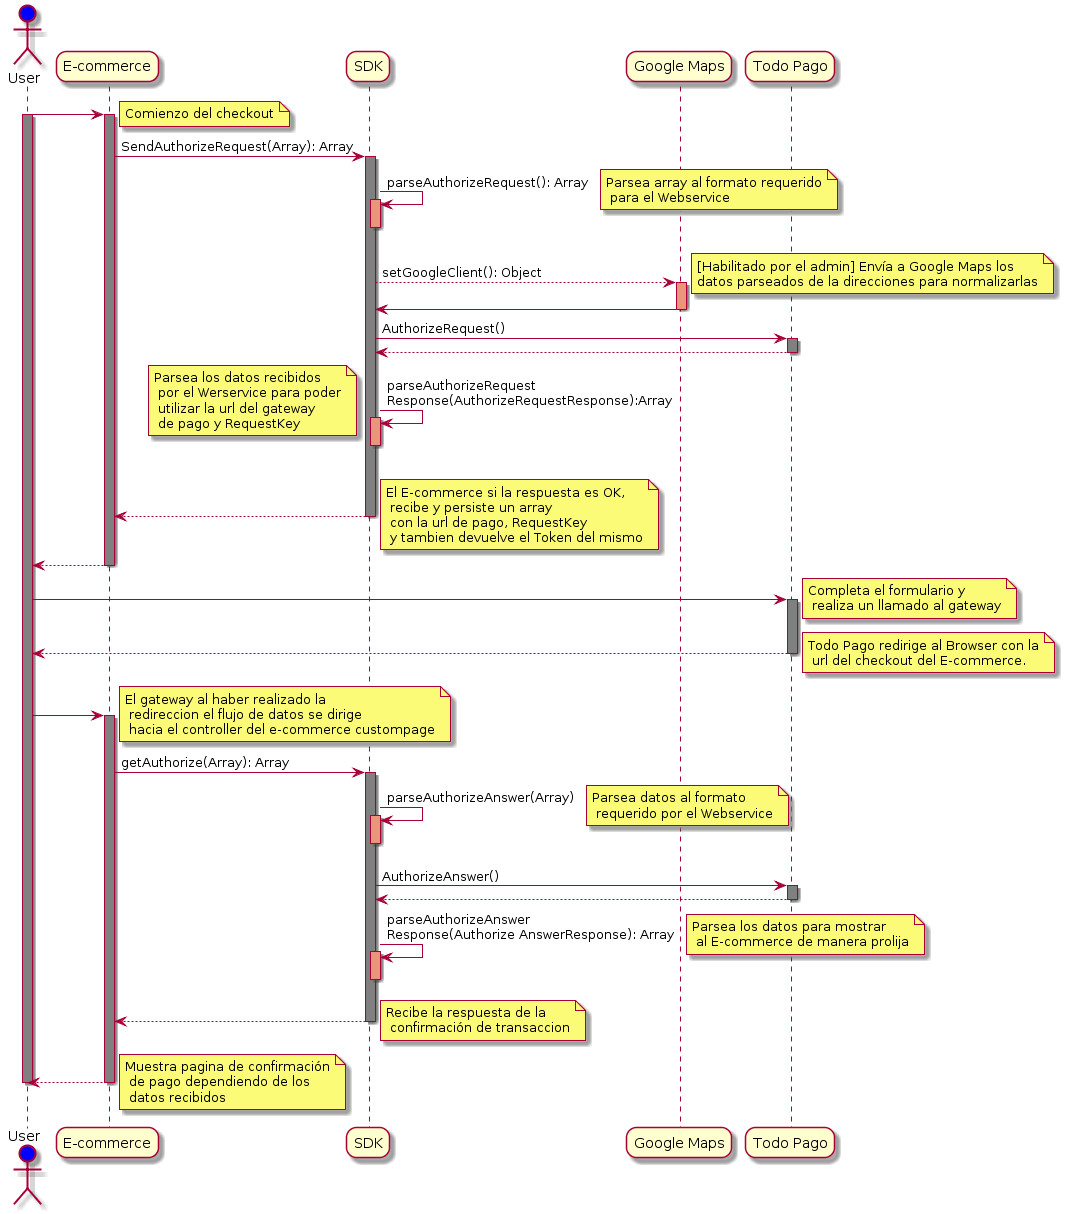 User
E-commerce
SDK
Google Maps
Todo Pago
Comienzo del checkout
SendAuthorizeRequest(Array): Array
parseAuthorizeRequest(): Array
Parsea array al formato requerido
para el Webservice
setGoogleClient(): Object
[Habilitado por el admin] Envía a Google Maps los
datos parseados de la direcciones para normalizarlas
AuthorizeRequest()
Parsea los datos recibidos
por el Werservice para poder
utilizar la url del gateway
de pago y RequestKey
parseAuthorizeRequest
Response(AuthorizeRequestResponse):Array
El E-commerce si la respuesta es OK,
recibe y persiste un array
con la url de pago, RequestKey
y tambien devuelve el Token del mismo
Completa el formulario y
realiza un llamado al gateway
Todo Pago redirige al Browser con la
url del checkout del E-commerce.
El gateway al haber realizado la
redireccion el flujo de datos se dirige
hacia el controller del e-commerce custompage
getAuthorize(Array): Array
parseAuthorizeAnswer(Array)
Parsea datos al formato
requerido por el Webservice
AuthorizeAnswer()
parseAuthorizeAnswer
Response(Authorize AnswerResponse): Array
Parsea los datos para mostrar
al E-commerce de manera prolija
Recibe la respuesta de la
confirmación de transaccion
Muestra pagina de confirmación
de pago dependiendo de los
datos recibidos
User
E-commerce
SDK
Google Maps
Todo Pago